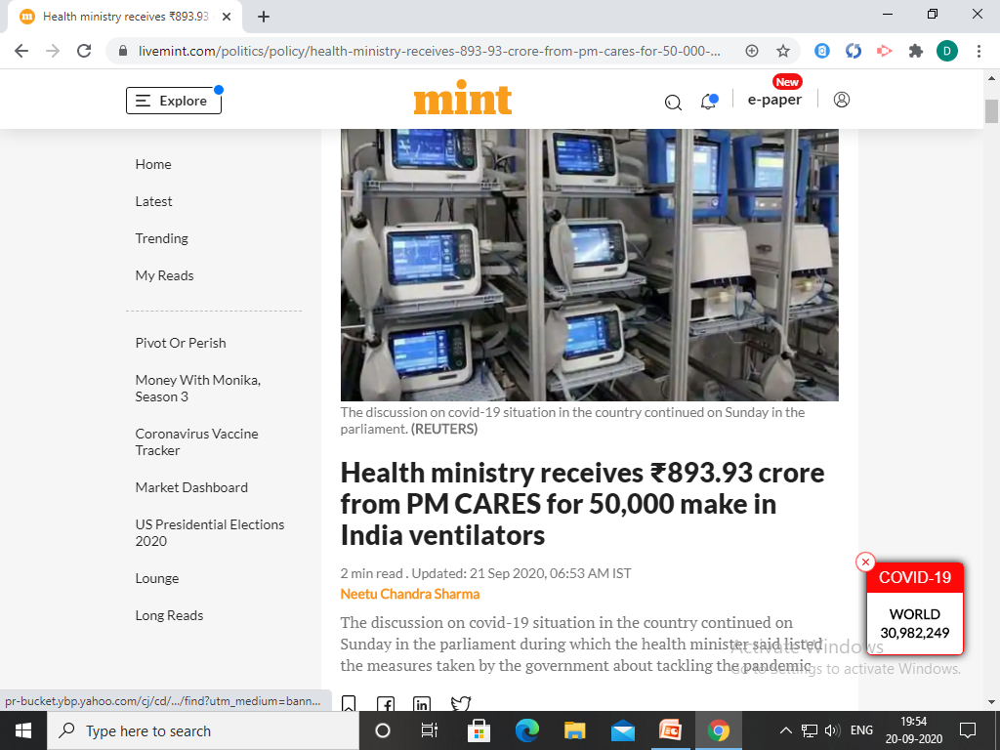 Health ministry receives ₹893.93
livemint.com/politics/policy/health-ministry-receives-893-93-crore-from-pm-cares-for-50-000-...
D
Explore
mint
New
e-paper
Home
Latest
Trending
My Reads
Pivot Or Perish
Money With Monika,
Season 3
Coronavirus Vaccine
Tracker
Market Dashboard
US Presidential Elections
2020
Lounge
Long Reads
The discussion on covid-19 situation in the country continued on Sunday in the
parliament. (REUTERS)
Health ministry receives ₹893.93 crore
from PM CARES for 50,000 make in
India ventilators
2 min read . Updated: 21 Sep 2020, 06:53 AM IST
Neetu Chandra Sharma
The discussion on covid-19 situation in the country continued on
Sunday in the parliament during which the health minister said listed
the measures taken by the government about tackling the pandemic
COVID-19
WORLD
30,982,249
Activate Windows
Go to Settings to activate Windows.
pr-bucket.ybp.yahoo.com/cj/cd/.../find?utm_medium=bann...
Type here to search
ENG
19:54
20-09-2020